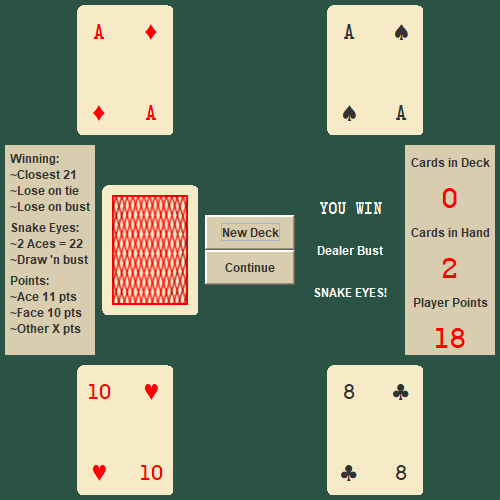 A ♦
♦ A
A ♠
♠ A
Winning:
~Closest 21
~Lose on tie
~Lose on bust
Snake Eyes:
~2 Aces = 22
~Draw 'n bust
Points:
~Ace 11 pts
~Face 10 pts
~Other X pts
New Deck
Continue
YOU WIN
Dealer Bust
SNAKE EYES!
Cards in Deck
0
Cards in Hand
2
Player Points
18
10 ♥
♥ 10
8 ♣
♣ 8